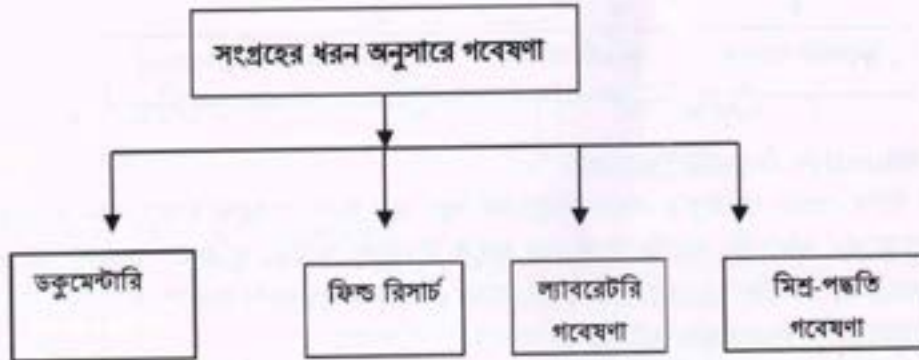 সংগ্রহের ধরন অনুসারে গবেষণা
ডকুমেন্টারি
ফিল্ড রিসার্চ
ল্যাবরেটরি
গবেষণা
মিশ্র-পদ্ধতি
গবেষণা